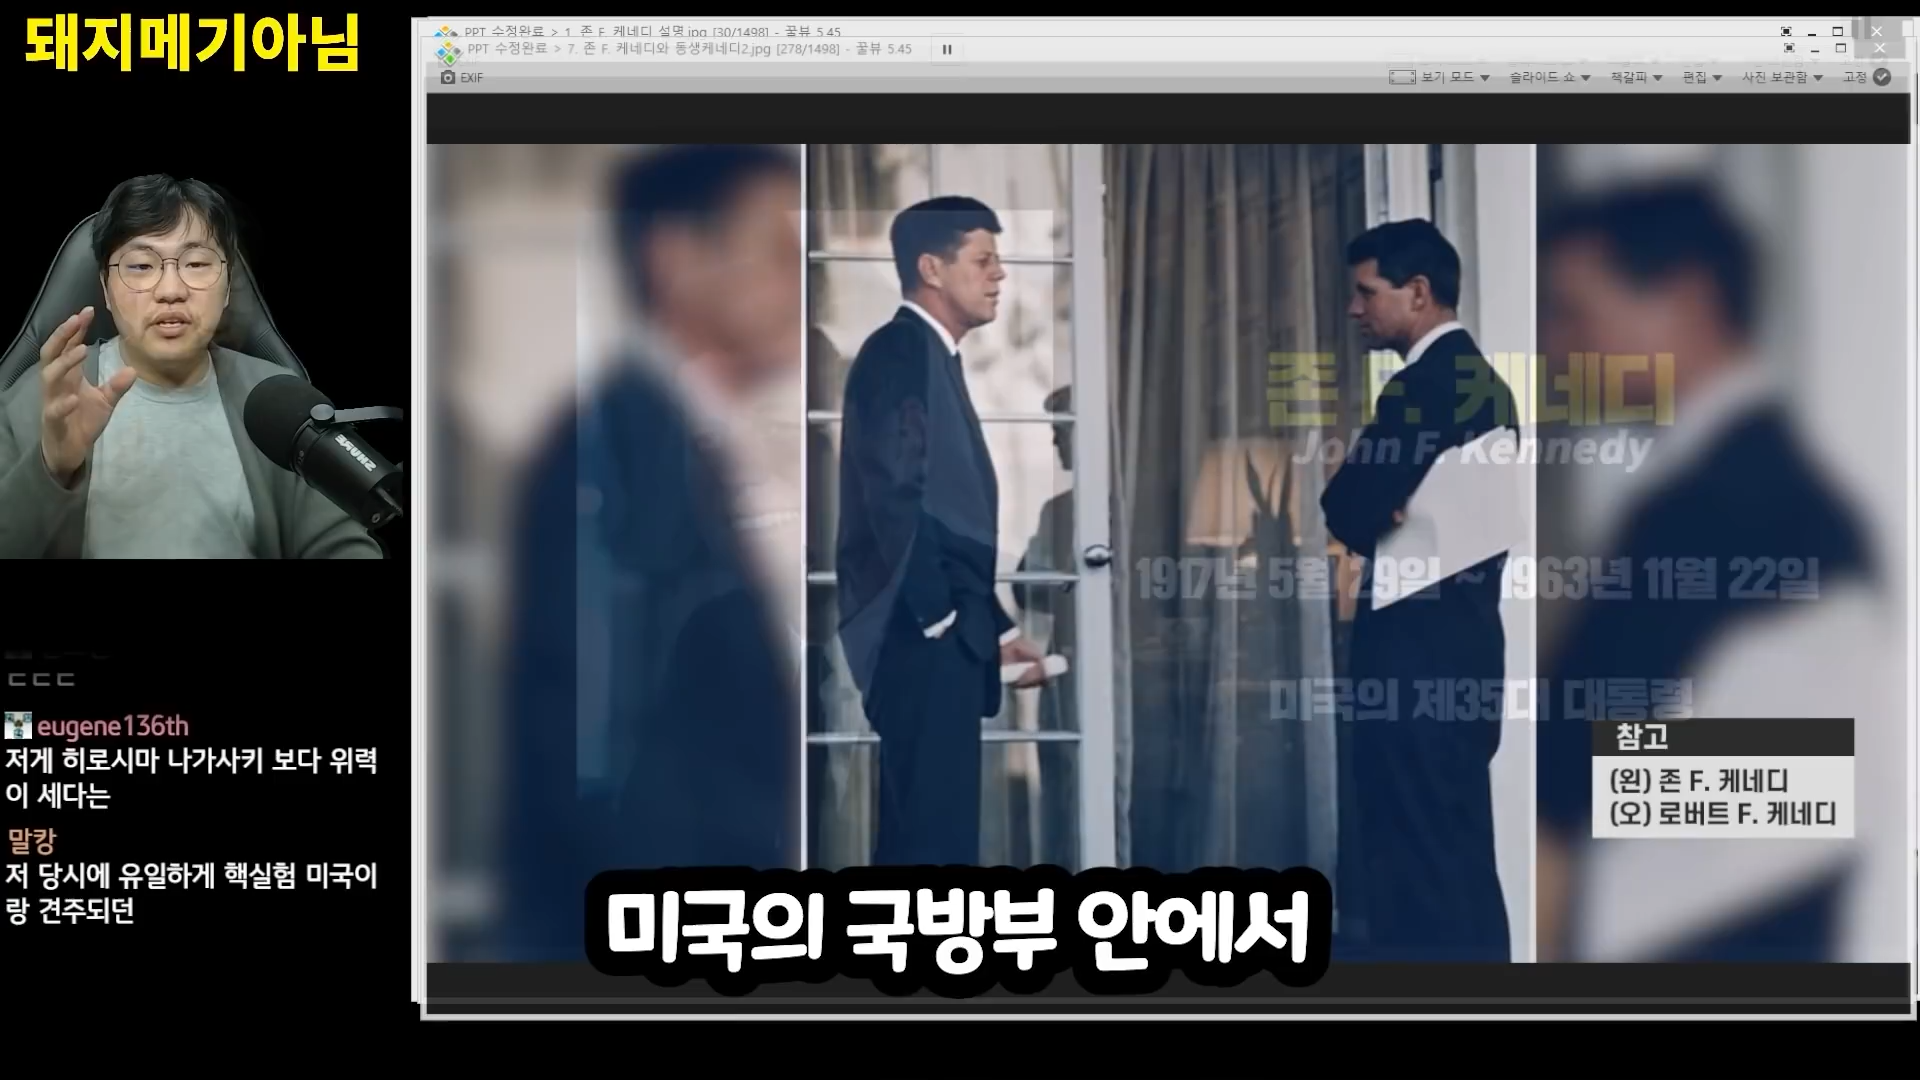 돼지메기아님
PPT 수정완료 > 1. 존 F. 케네디 설명.jpg [30/1498] - 꿀뷰 5.45
PPT 수정완료 > 7. 존 F. 케네디와 동생케네디2.jpg [278/1498] - 꿀뷰 5.45
EXIF
보기 모드
슬라이드 쇼
책갈피
편집
사진 보관함
고정
존 F. 케네디
John F. Kennedy
1917년 5월 29일 ~ 1963년 11월 22일
미국의 제35대 대통령
참고
(왼) 존 F. 케네디
(오) 로버트 F. 케네디
SHURE
ㄷㄷㄷ
eugene136th
저게 히로시마 나가사키 보다 위력
이 세다는
말캉
저 당시에 유일하게 핵실험 미국이
랑 견주되던
미국의 국방부 안에서